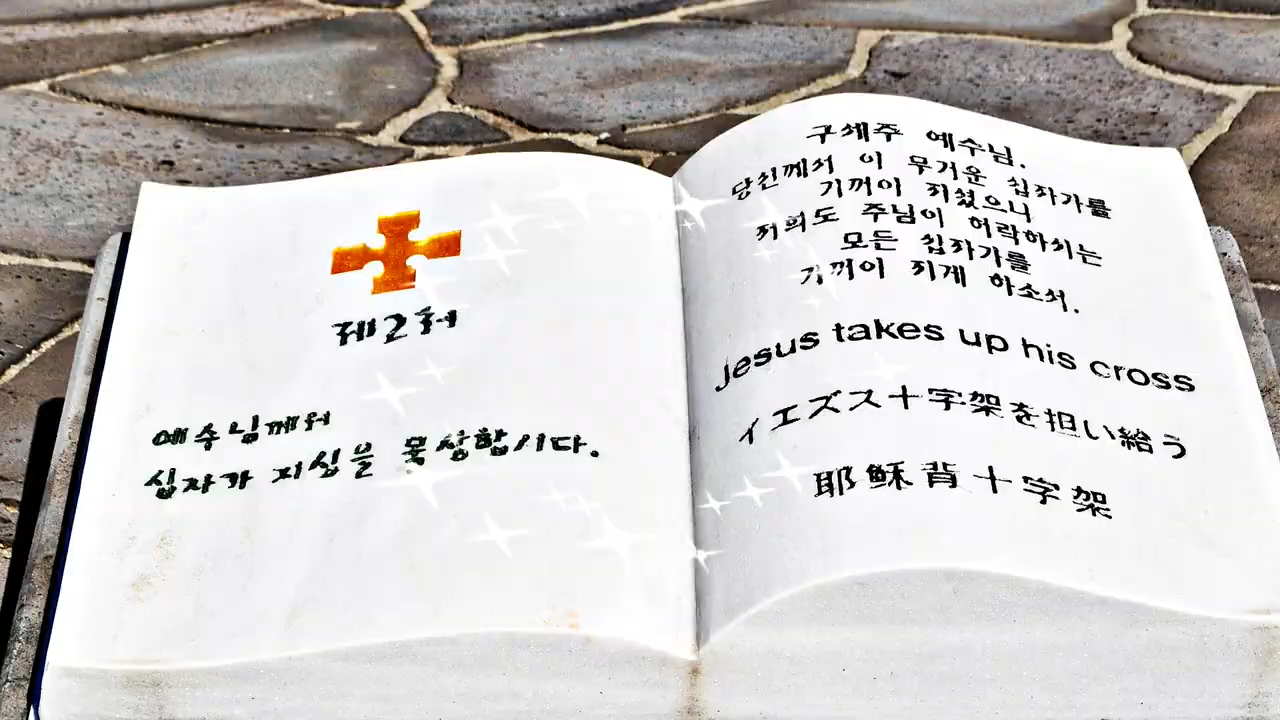 제2처
예수님께서
십자가 지심을 묵상합시다.
구세주 예수님.
당신께서 이 무거운 십자가를
기꺼이 지셨으니
저희도 주님이 허락하시는
모든 십자가를
기꺼이 지게 하소서.
Jesus takes up his cross
イエズス十字架を担い給う
耶穌背十字架